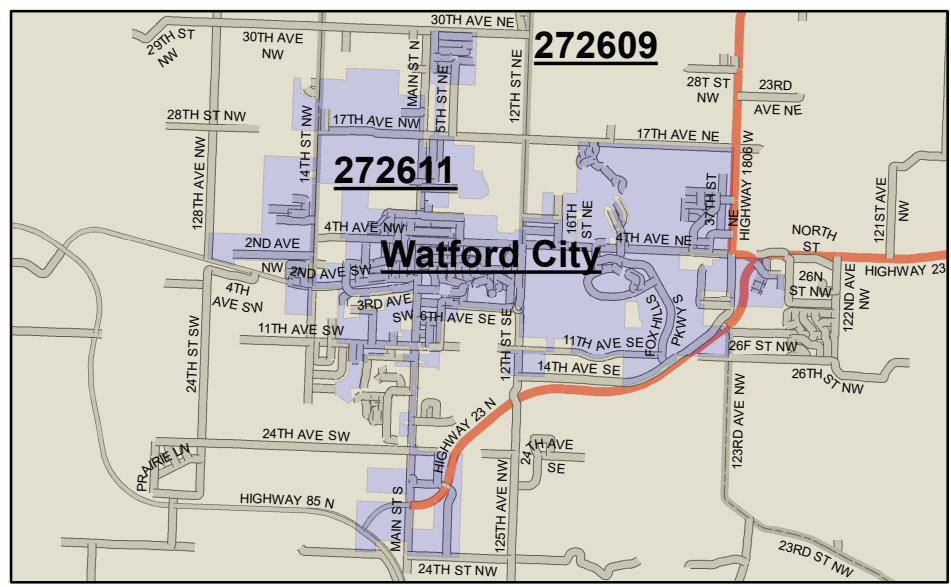 30TH AVE NE
29TH ST
NW
30TH AVE
NW
MAIN ST N
5TH ST NE
12TH ST NE
272609
28T ST
NW
23RD
AVE NE
28TH ST NW
17TH AVE NW
17TH AVE NE
128TH AVE NW
14TH ST NW
272611
16TH
ST NE
37TH ST
NE
HIGHWAY 1806 W
121ST AVE
NW
4TH AVE NW
4TH AVE NE
NORTH
ST
2ND AVE
NW
2ND AVE SW
Watford City
HIGHWAY 23
26N
ST NW
122ND AVE
NW
4TH
AVE SW
3RD AVE
SW
6TH AVE SE
FOX HILLS
PKWY S
24TH ST SW
11TH AVE SW
12TH ST SE
11TH AVE SE
26F ST NW
14TH AVE SE
26TH ST NW
24TH AVE SW
HIGHWAY 23 N
24TH AVE
SE
123RD AVE NW
PRAIRIE LN
HIGHWAY 85 N
MAIN ST S
125TH AVE NW
24TH ST NW
23RD ST NW